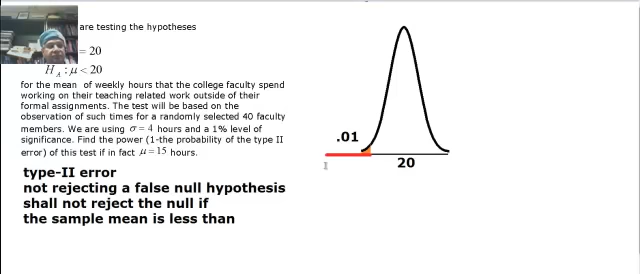 are testing the hypotheses
= 20
H_A : μ < 20
for the mean of weekly hours that the college faculty spend
working on their teaching related work outside of their
formal assignments. The test will be based on the
observation of such times for a randomly selected 40 faculty
members. We are using σ = 4 hours and a 1% level of
significance. Find the power (1-the probability of the type II
error) of this test if in fact μ = 15 hours.
type-II error
not rejecting a false null hypothesis
shall not reject the null if
the sample mean is less than
.01
20